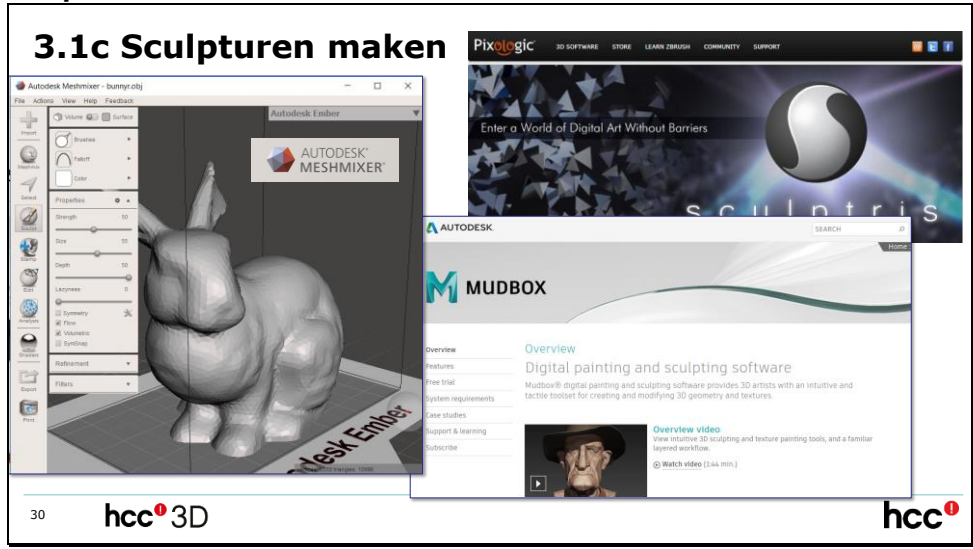 3.1c Sculpturen maken
Pixologic
3D SOFTWARE STORE LEARN ZBRUSH COMMUNITY SUPPORT
Enter a World of Digital Art Without Barriers
sculptris
Autodesk Meshmixer - bunnyr.obj
File Actions View Help Feedback
Autodesk Ember
AUTODESK®
MESHMIXER®
Import
Meshmix
Select
Sculpt
Stamp
Edit
Analysis
Shaders
Export
Print
Volume Surface
Brushes
Falloff
Color
Properties
Strength 50
Size 55
Depth 50
Lazyness 0
Symmetry
Flow
Volumetric
SymSnap
Refinement
Filters
desk Ember
AUTODESK.
SEARCH
Home
MUDBOX
Overview
Features
Free trial
System requirements
Case studies
Support & learning
Subscribe
Overview
Digital painting and sculpting software
Mudbox® digital painting and sculpting software provides 3D artists with an intuitive and
tactile toolset for creating and modifying 3D geometry and textures.
Overview video
View intuitive 3D sculpting and texture painting tools, and a familiar
layered workflow.
Watch video (1:44 min.)
30
hcc! 3D
hcc!